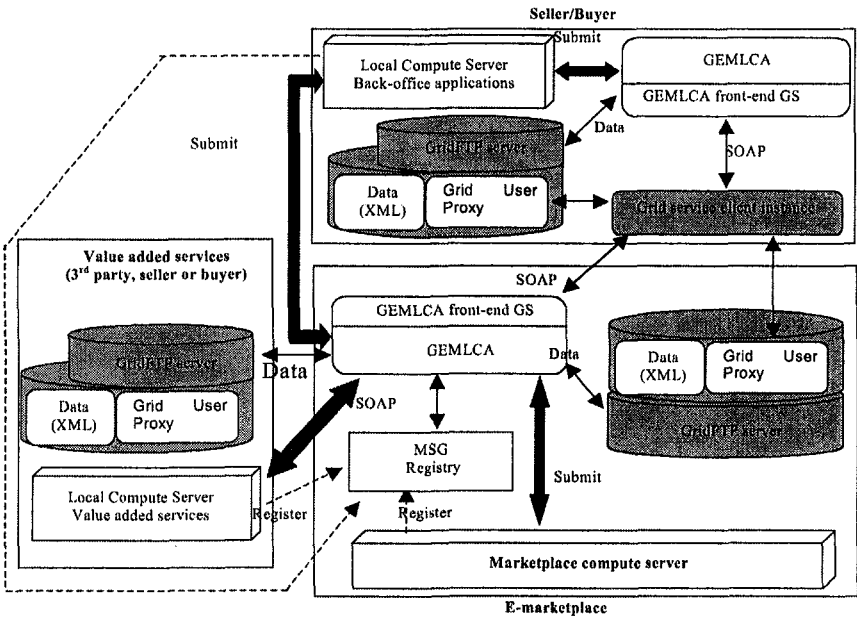 Seller/Buyer
Submit
Local Compute Server
Back-office applications
GEMLCA
GEMLCA front-end GS
Submit
Data
SOAP
GridFTP server
Data
(XML)
Grid User
Proxy
Grid service client instance
Value added services
(3rd party, seller or buyer)
SOAP
GEMLCA front-end GS
GEMLCA
GridFTP server
Data
Data
Data
(XML)
Grid User
Proxy
GridFTP server
Data
(XML)
Grid User
Proxy
SOAP
MSG
Registry
Local Compute Server
Value added services
Register
Register
Submit
Marketplace compute server
E-marketplace